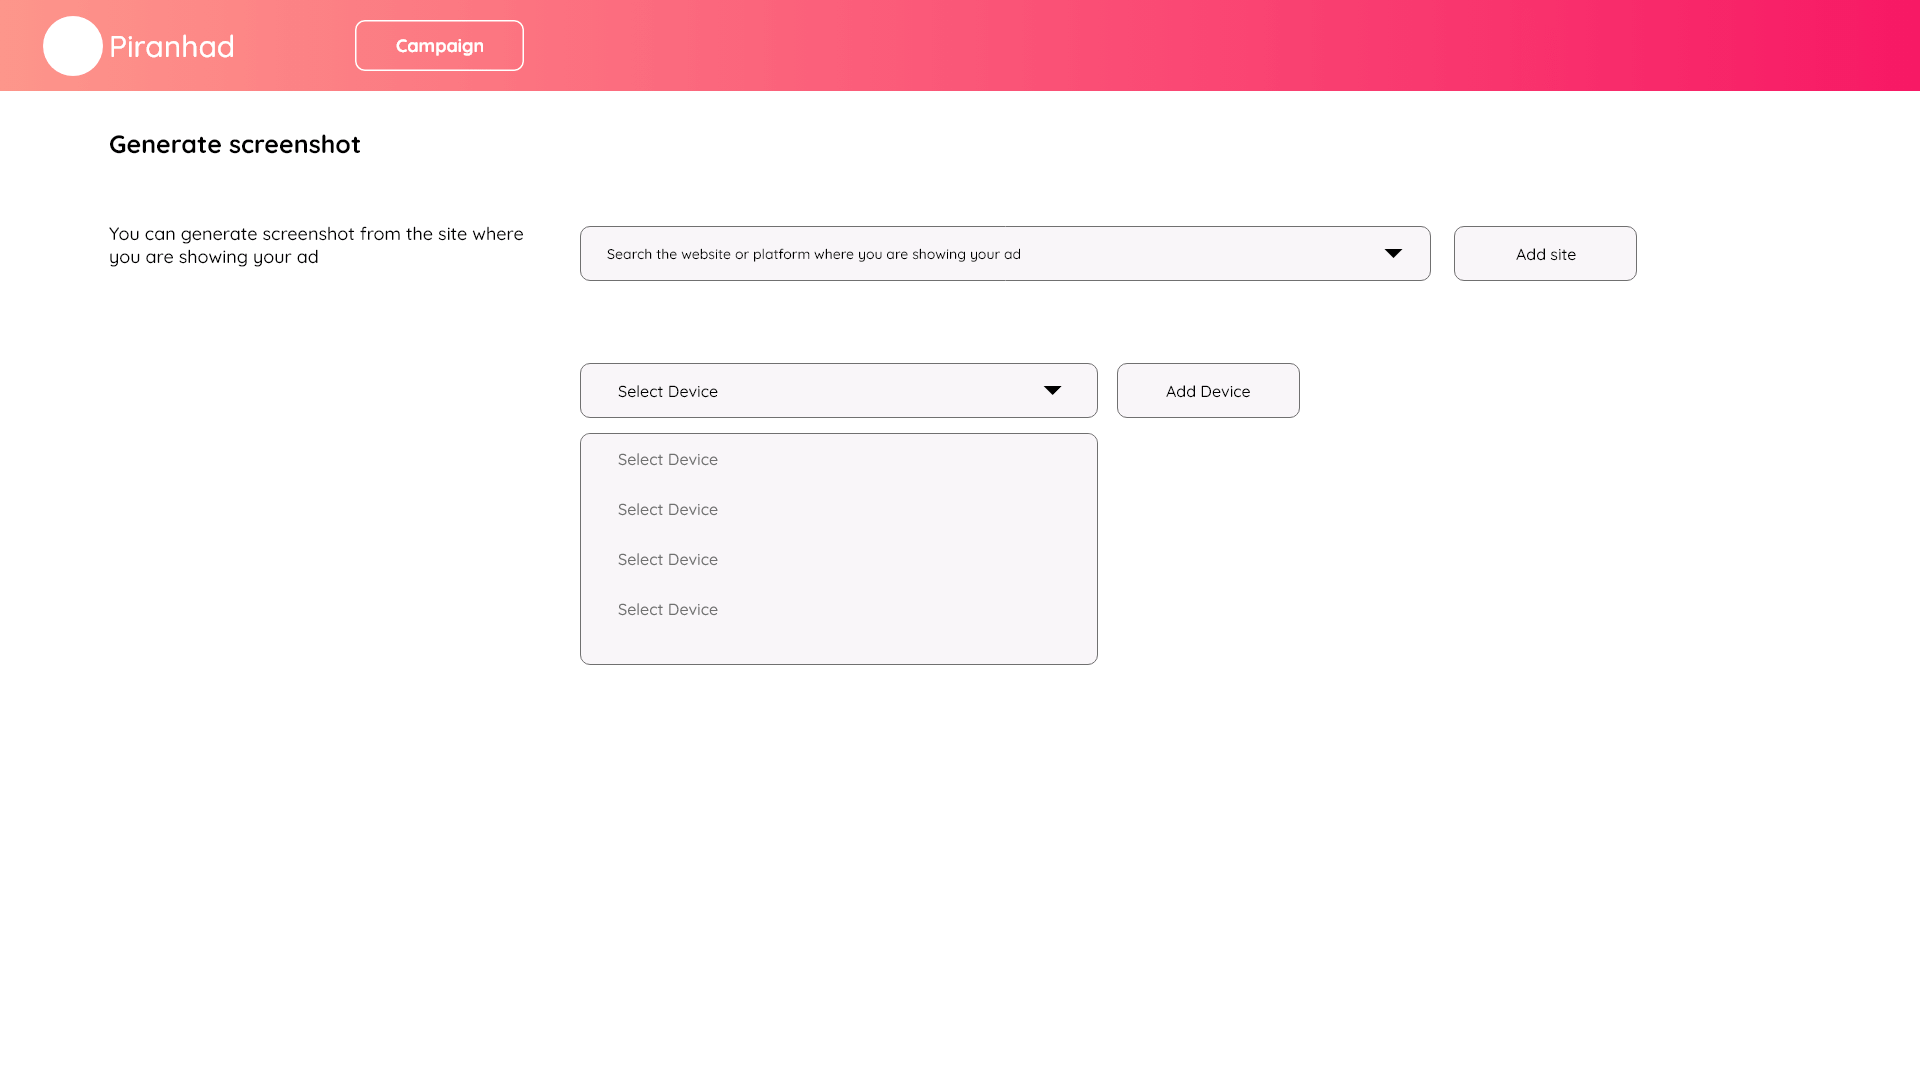 Piranhad
Campaign
Generate screenshot
You can generate screenshot from the site where
you are showing your ad
Search the website or platform where you are showing your ad
Add site
Select Device
Add Device
Select Device
Select Device
Select Device
Select Device